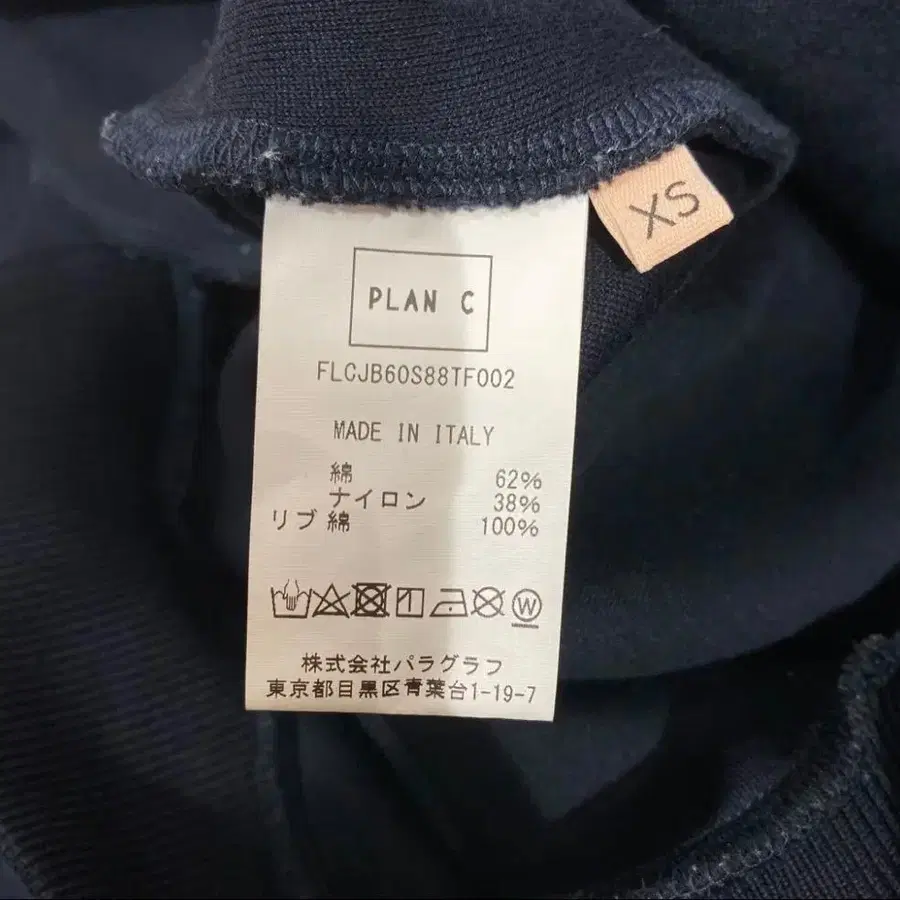 XS
PLAN C
FLCJB60S88TF002
MADE IN ITALY
綿 62%
ナイロン 38%
リブ 綿 100%
W
株式会社パラグラフ
東京都目黒区青葉台1-19-7